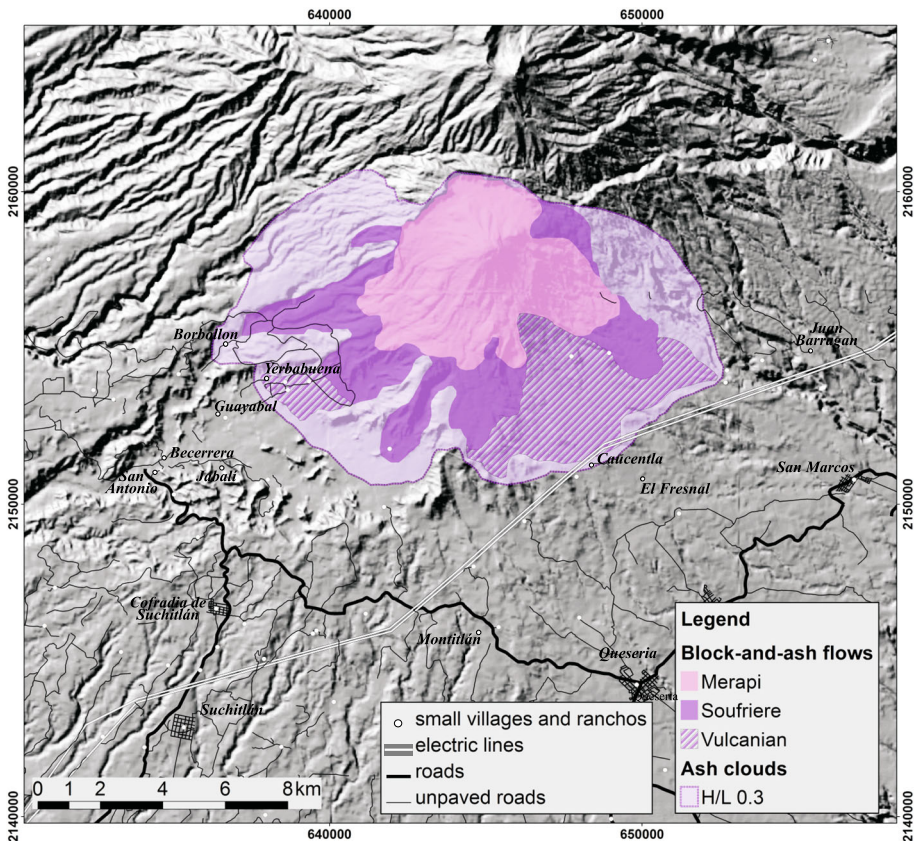 640000
650000
2160000
2160000
Borbollon
Juan
Barragan
Yerbabuena
Guayabal
Becerrera
San
Antonio
Jabali
Caucentla
El Fresnal
San Marcos
2150000
2150000
Cofradia de
Suchitlán
Montitlán
Queseria
Queseria
Suchitlán
Legend
Block-and-ash flows
Merapi
Soufriere
Vulcanian
Ash clouds
H/L 0.3
small villages and ranchos
electric lines
roads
unpaved roads
0 1 2 4 6 8 km
2140000
2140000
640000
650000